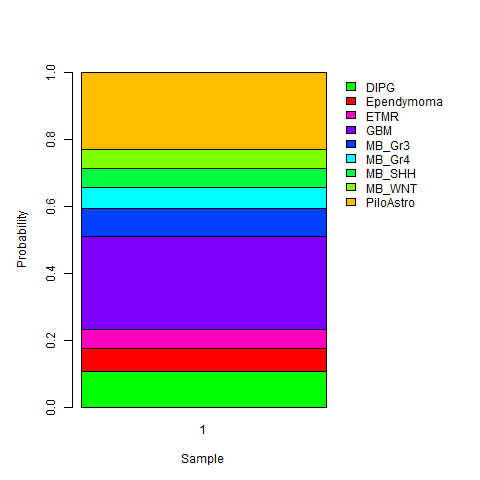 Probability
0.0
0.2
0.4
0.6
0.8
1.0
1
Sample
DIPG
Ependymoma
ETMR
GBM
MB_Gr3
MB_Gr4
MB_SHH
MB_WNT
PiloAstro